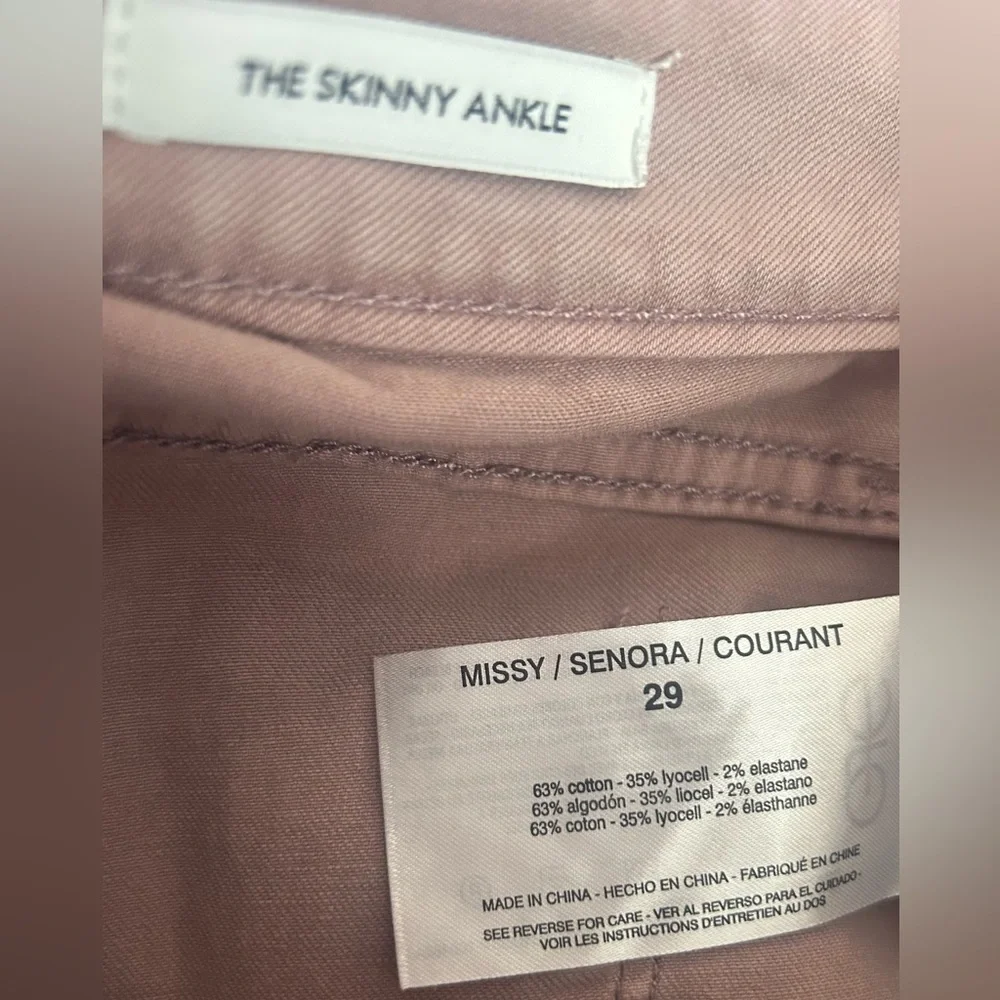 THE SKINNY ANKLE
MISSY / SENORA / COURANT
29
63% cotton - 35% lyocell - 2% elastane
63% algodón - 35% liocel - 2% elastano
63% coton - 35% lyocell - 2% élasthanne
MADE IN CHINA - HECHO EN CHINA - FABRIQUÉ EN CHINE
SEE REVERSE FOR CARE - VER AL REVERSO PARA EL CUIDADO -
VOIR LES INSTRUCTIONS D'ENTRETIEN AU DOS